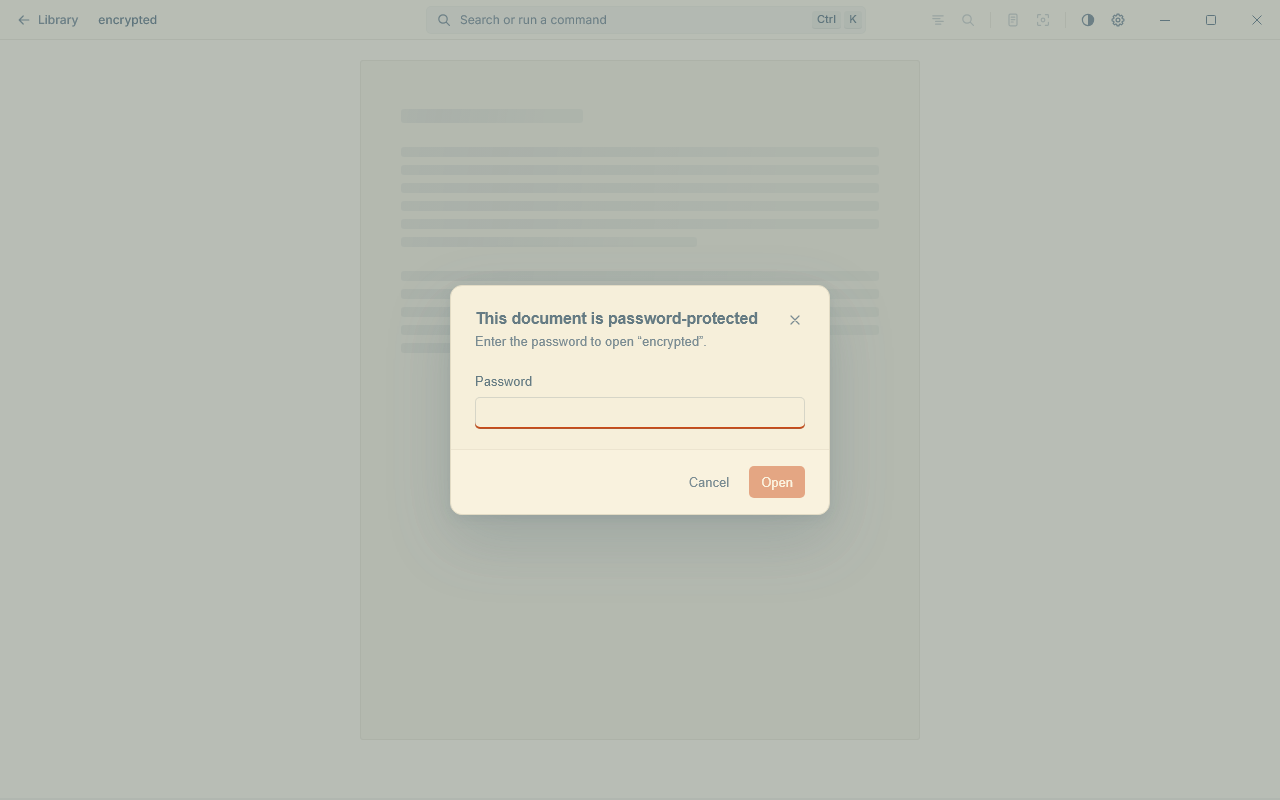 Library
encrypted
Search or run a command
Ctrl K
This document is password-protected
Enter the password to open “encrypted”.
Password
Cancel
Open